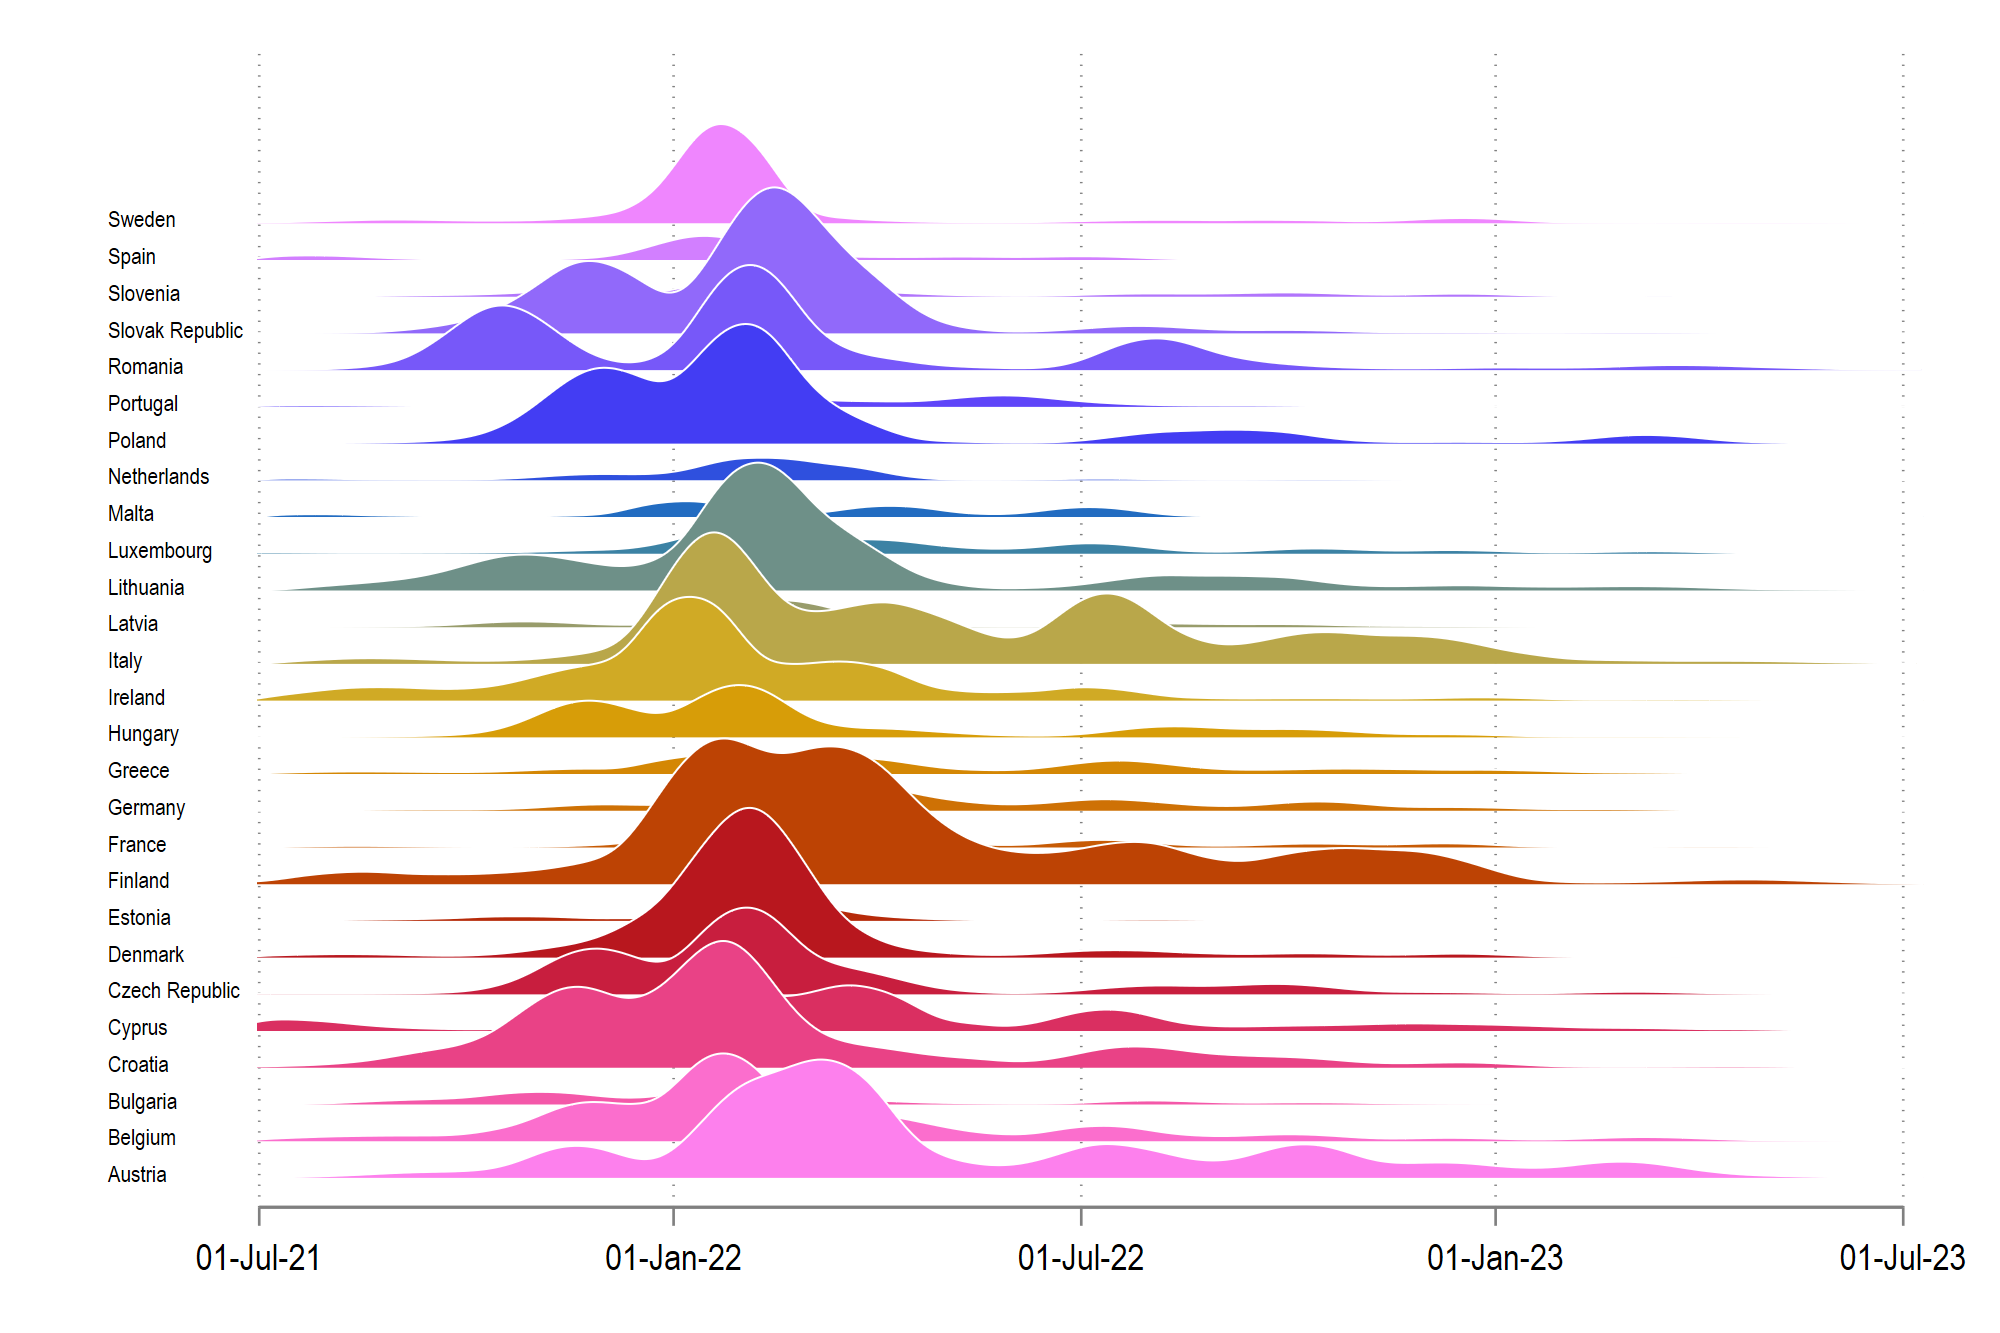 Sweden
Spain
Slovenia
Slovak Republic
Romania
Portugal
Poland
Netherlands
Malta
Luxembourg
Lithuania
Latvia
Italy
Ireland
Hungary
Greece
Germany
France
Finland
Estonia
Denmark
Czech Republic
Cyprus
Croatia
Bulgaria
Belgium
Austria
01-Jul-21 01-Jan-22 01-Jul-22 01-Jan-23 01-Jul-23